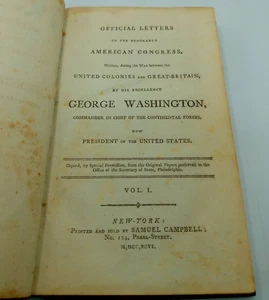 OFFICIAL LETTERS
TO THE HONORABLE
AMERICAN CONGRESS,
Written, during the War between the
UNITED COLONIES AND GREAT-BRITAIN,
BY HIS EXCELLENCY
GEORGE WASHINGTON,
COMMANDER IN CHIEF OF THE CONTINENTAL FORCES,
NOW
PRESIDENT OF THE UNITED STATES.
Copied, by Special Permission, from the Original Papers preserved in the
Office of the Secretary of State, Philadelphia.
VOL. I.
NEW-YORK:
PRINTED AND SOLD BY SAMUEL CAMPBELL,
No. 124, PEARL-STREET.
M,DCC,XCVI.